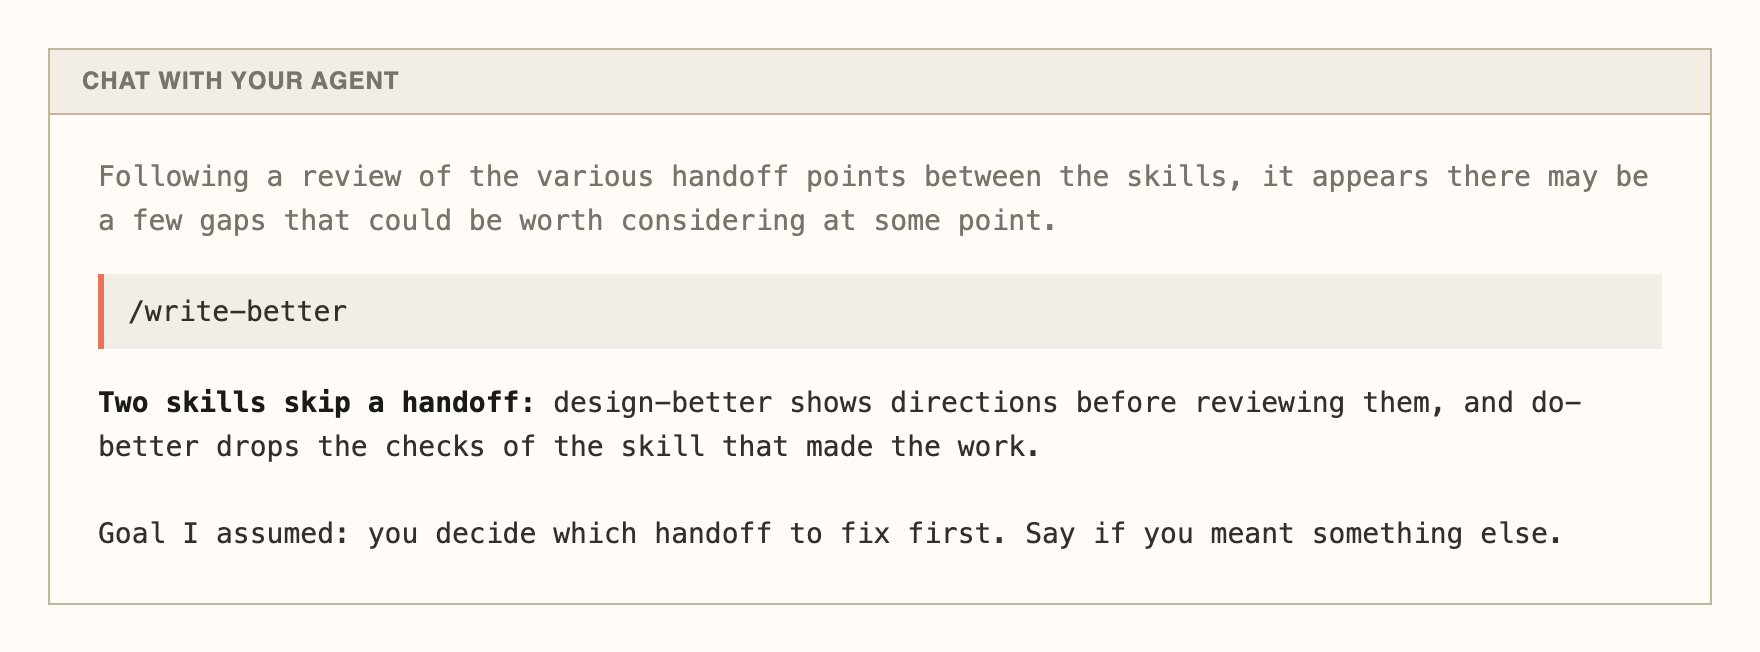 CHAT WITH YOUR AGENT
Following a review of the various handoff points between the skills, it appears there may be
a few gaps that could be worth considering at some point.
/write-better
Two skills skip a handoff: design-better shows directions before reviewing them, and do-
better drops the checks of the skill that made the work.
Goal I assumed: you decide which handoff to fix first. Say if you meant something else.